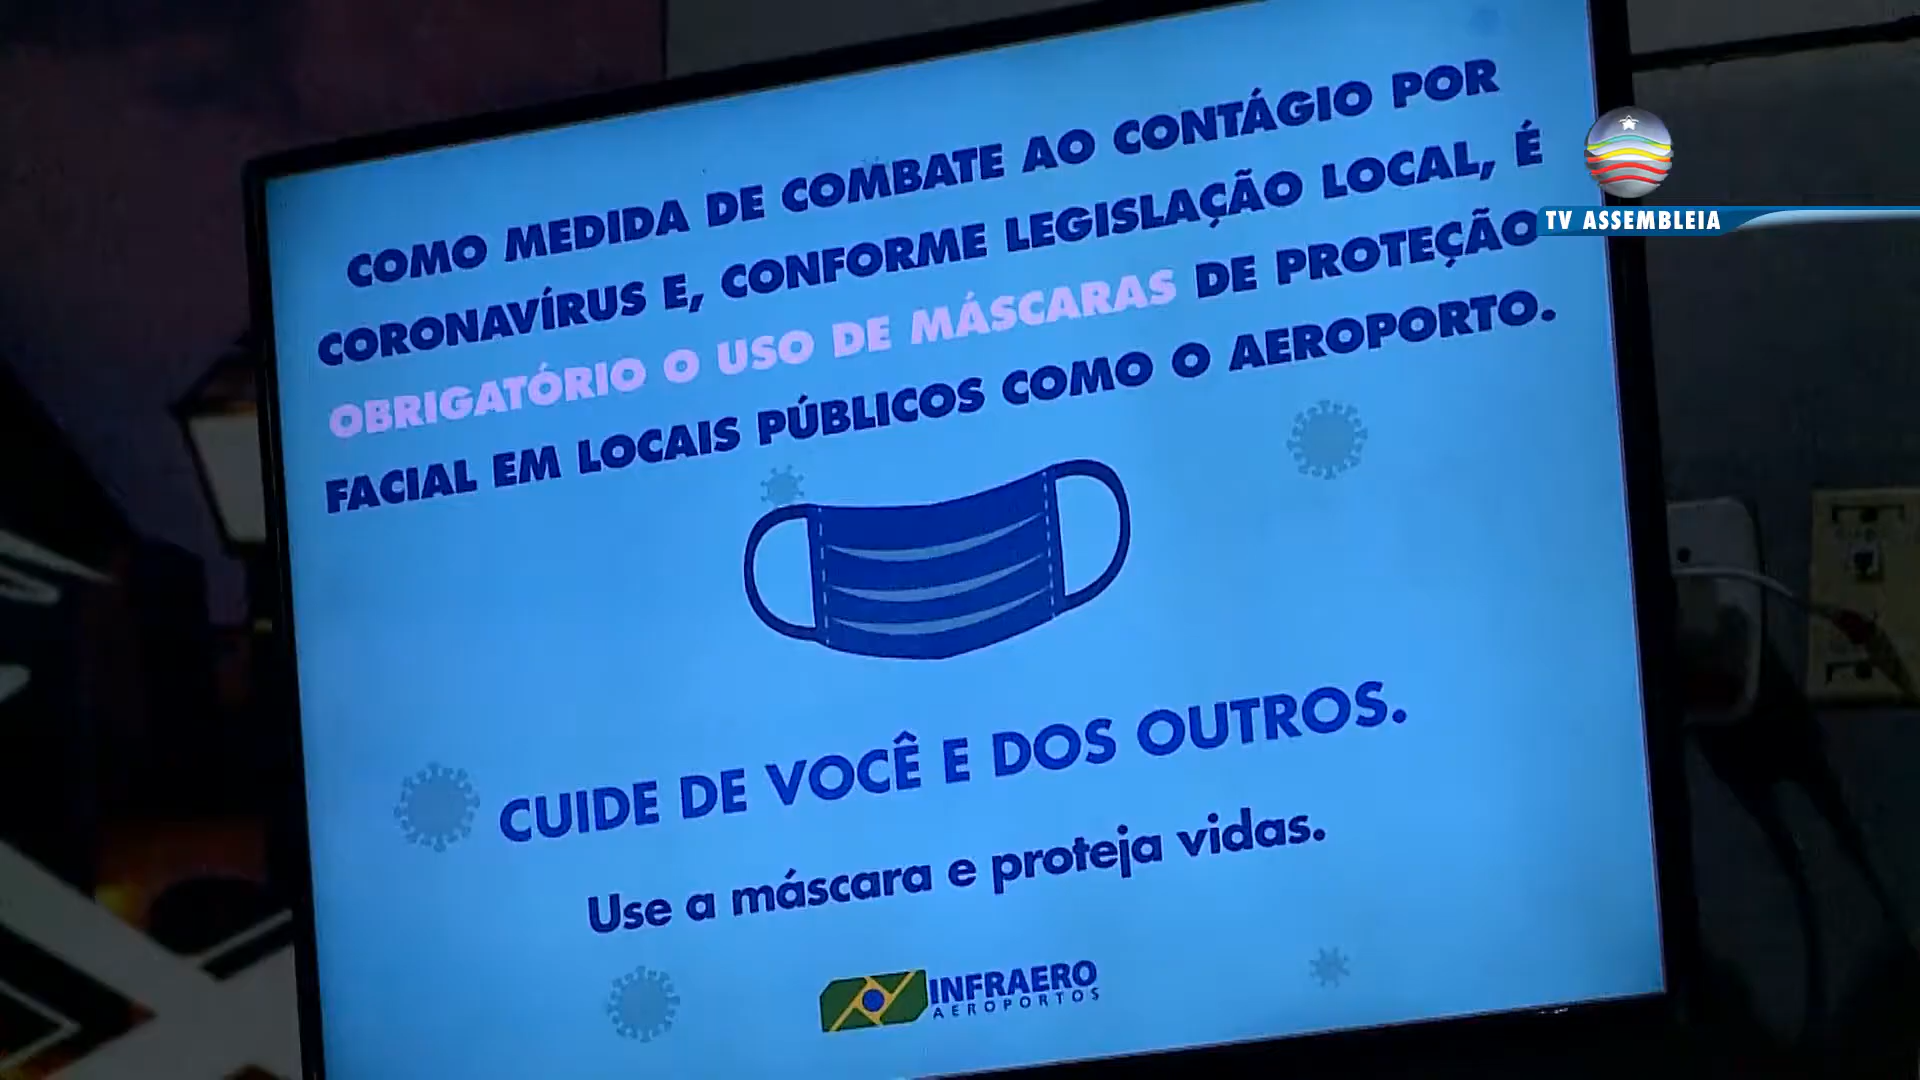 COMO MEDIDA DE COMBATE AO CONTÁGIO POR
CORONAVÍRUS E, CONFORME LEGISLAÇÃO LOCAL, É
OBRIGATÓRIO O USO DE MÁSCARAS DE PROTEÇÃO
FACIAL EM LOCAIS PÚBLICOS COMO O AEROPORTO.
CUIDE DE VOCÊ E DOS OUTROS.
Use a máscara e proteja vidas.
INFRAERO
AEROPORTOS
TV ASSEMBLEIA